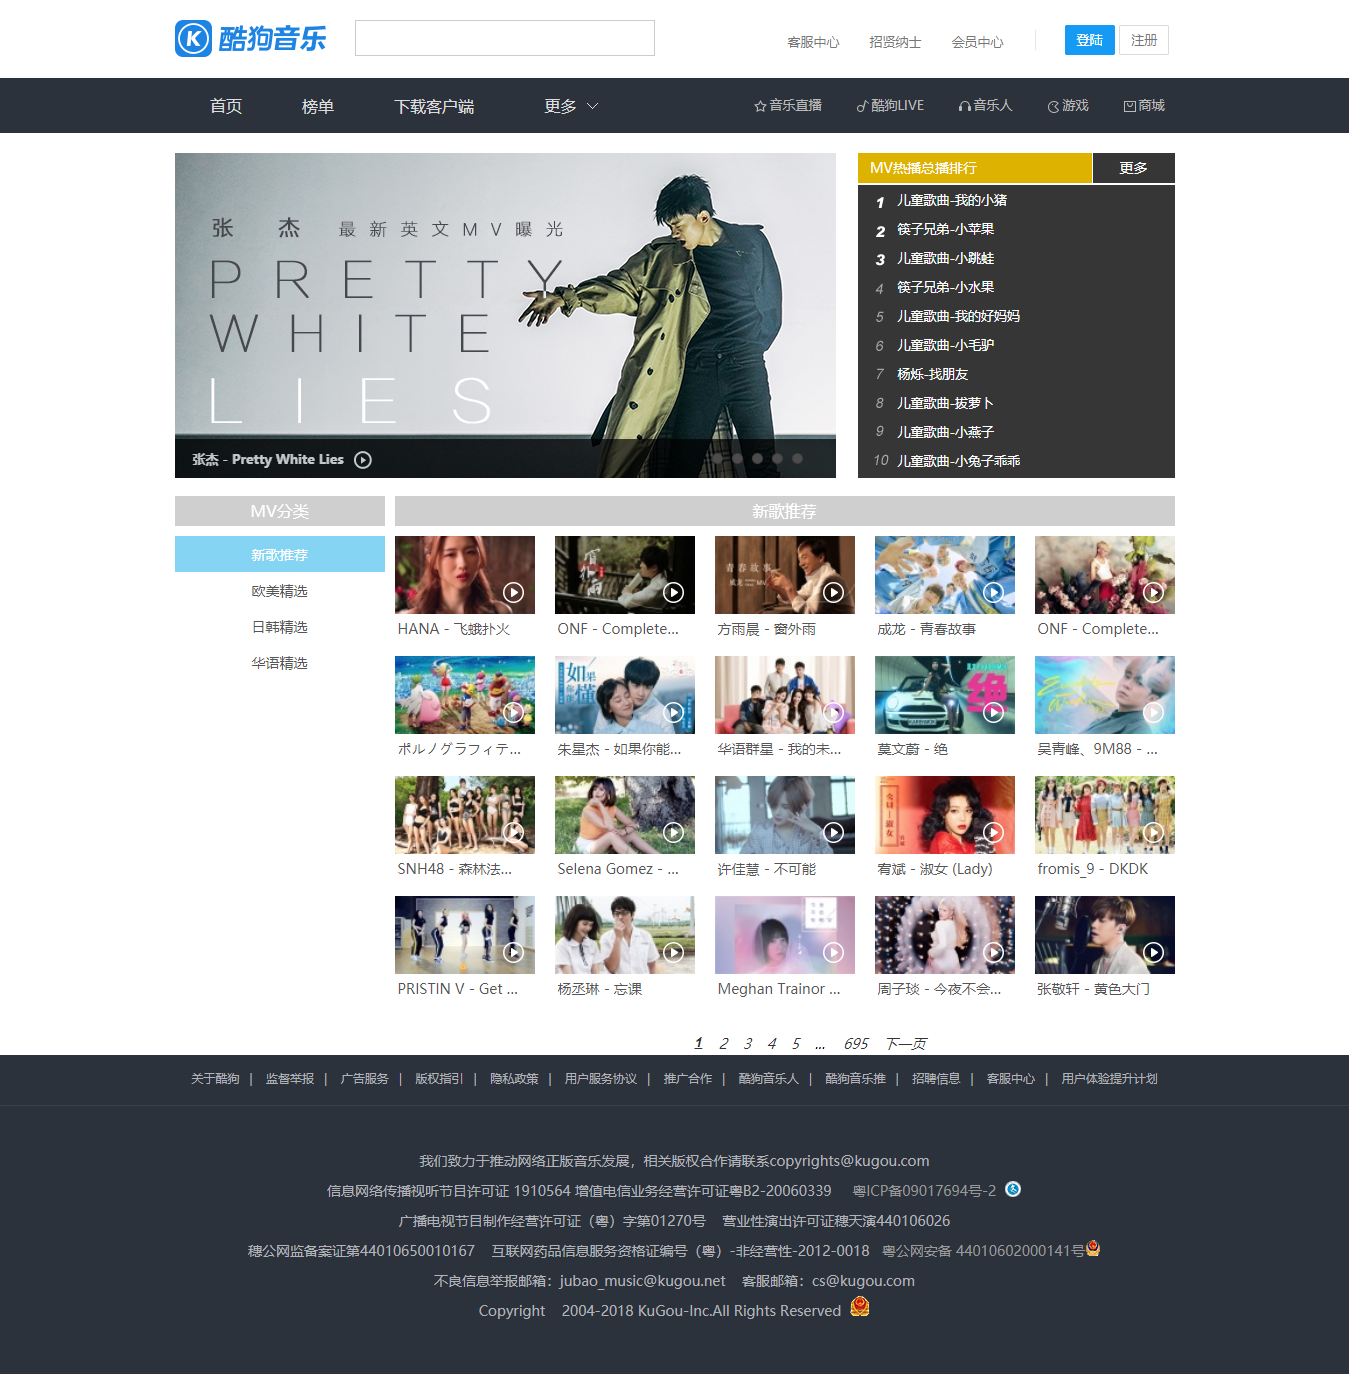 K 酷狗音乐
客服中心 招贤纳士 会员中心 登陆 注册
首页 榜单 下载客户端 更多 音乐直播 酷狗LIVE 音乐人 游戏 商城
张 杰 最新英文MV曝光
PRETTY
WHITE
LIES
张杰 - Pretty White Lies
MV热播总播排行 更多
1 儿童歌曲-我的小猪
2 筷子兄弟-小苹果
3 儿童歌曲-小跳蛙
4 筷子兄弟-小水果
5 儿童歌曲-我的好妈妈
6 儿童歌曲-小毛驴
7 杨烁-找朋友
8 儿童歌曲-拔萝卜
9 儿童歌曲-小燕子
10 儿童歌曲-小兔子乖乖
MV分类
新歌推荐
欧美精选
日韩精选
华语精选
新歌推荐
青春故事
HANA - 飞蛾扑火 ONF - Complete... 方雨晨 - 窗外雨 成龙 - 青春故事 ONF - Complete...
如果 懂 绝
ポルノグラフィテ... 朱星杰 - 如果你能... 华语群星 - 我的未... 莫文蔚 - 绝 吴青峰、9M88 - ...
SNH48 - 森林法... Selena Gomez - ... 许佳慧 - 不可能 宥斌 - 淑女 (Lady) fromis_9 - DKDK
PRISTIN V - Get ... 杨丞琳 - 忘课 Meghan Trainor ... 周子琰 - 今夜不会... 张敬轩 - 黄色大门
1 2 3 4 5 ... 695 下一页
关于酷狗 | 监督举报 | 广告服务 | 版权指引 | 隐私政策 | 用户服务协议 | 推广合作 | 酷狗音乐人 | 酷狗音乐推 | 招聘信息 | 客服中心 | 用户体验提升计划
我们致力于推动网络正版音乐发展，相关版权合作请联系copyrights@kugou.com
信息网络传播视听节目许可证 1910564 增值电信业务经营许可证粤B2-20060339 粤ICP备09017694号-2
广播电视节目制作经营许可证（粤）字第01270号 营业性演出许可证穗天演440106026
穗公网监备案证第44010650010167 互联网药品信息服务资格证编号（粤）-非经营性-2012-0018 粤公网安备 44010602000141号
不良信息举报邮箱：jubao_music@kugou.net 客服邮箱：cs@kugou.com
Copyright 2004-2018 KuGou-Inc.All Rights Reserved